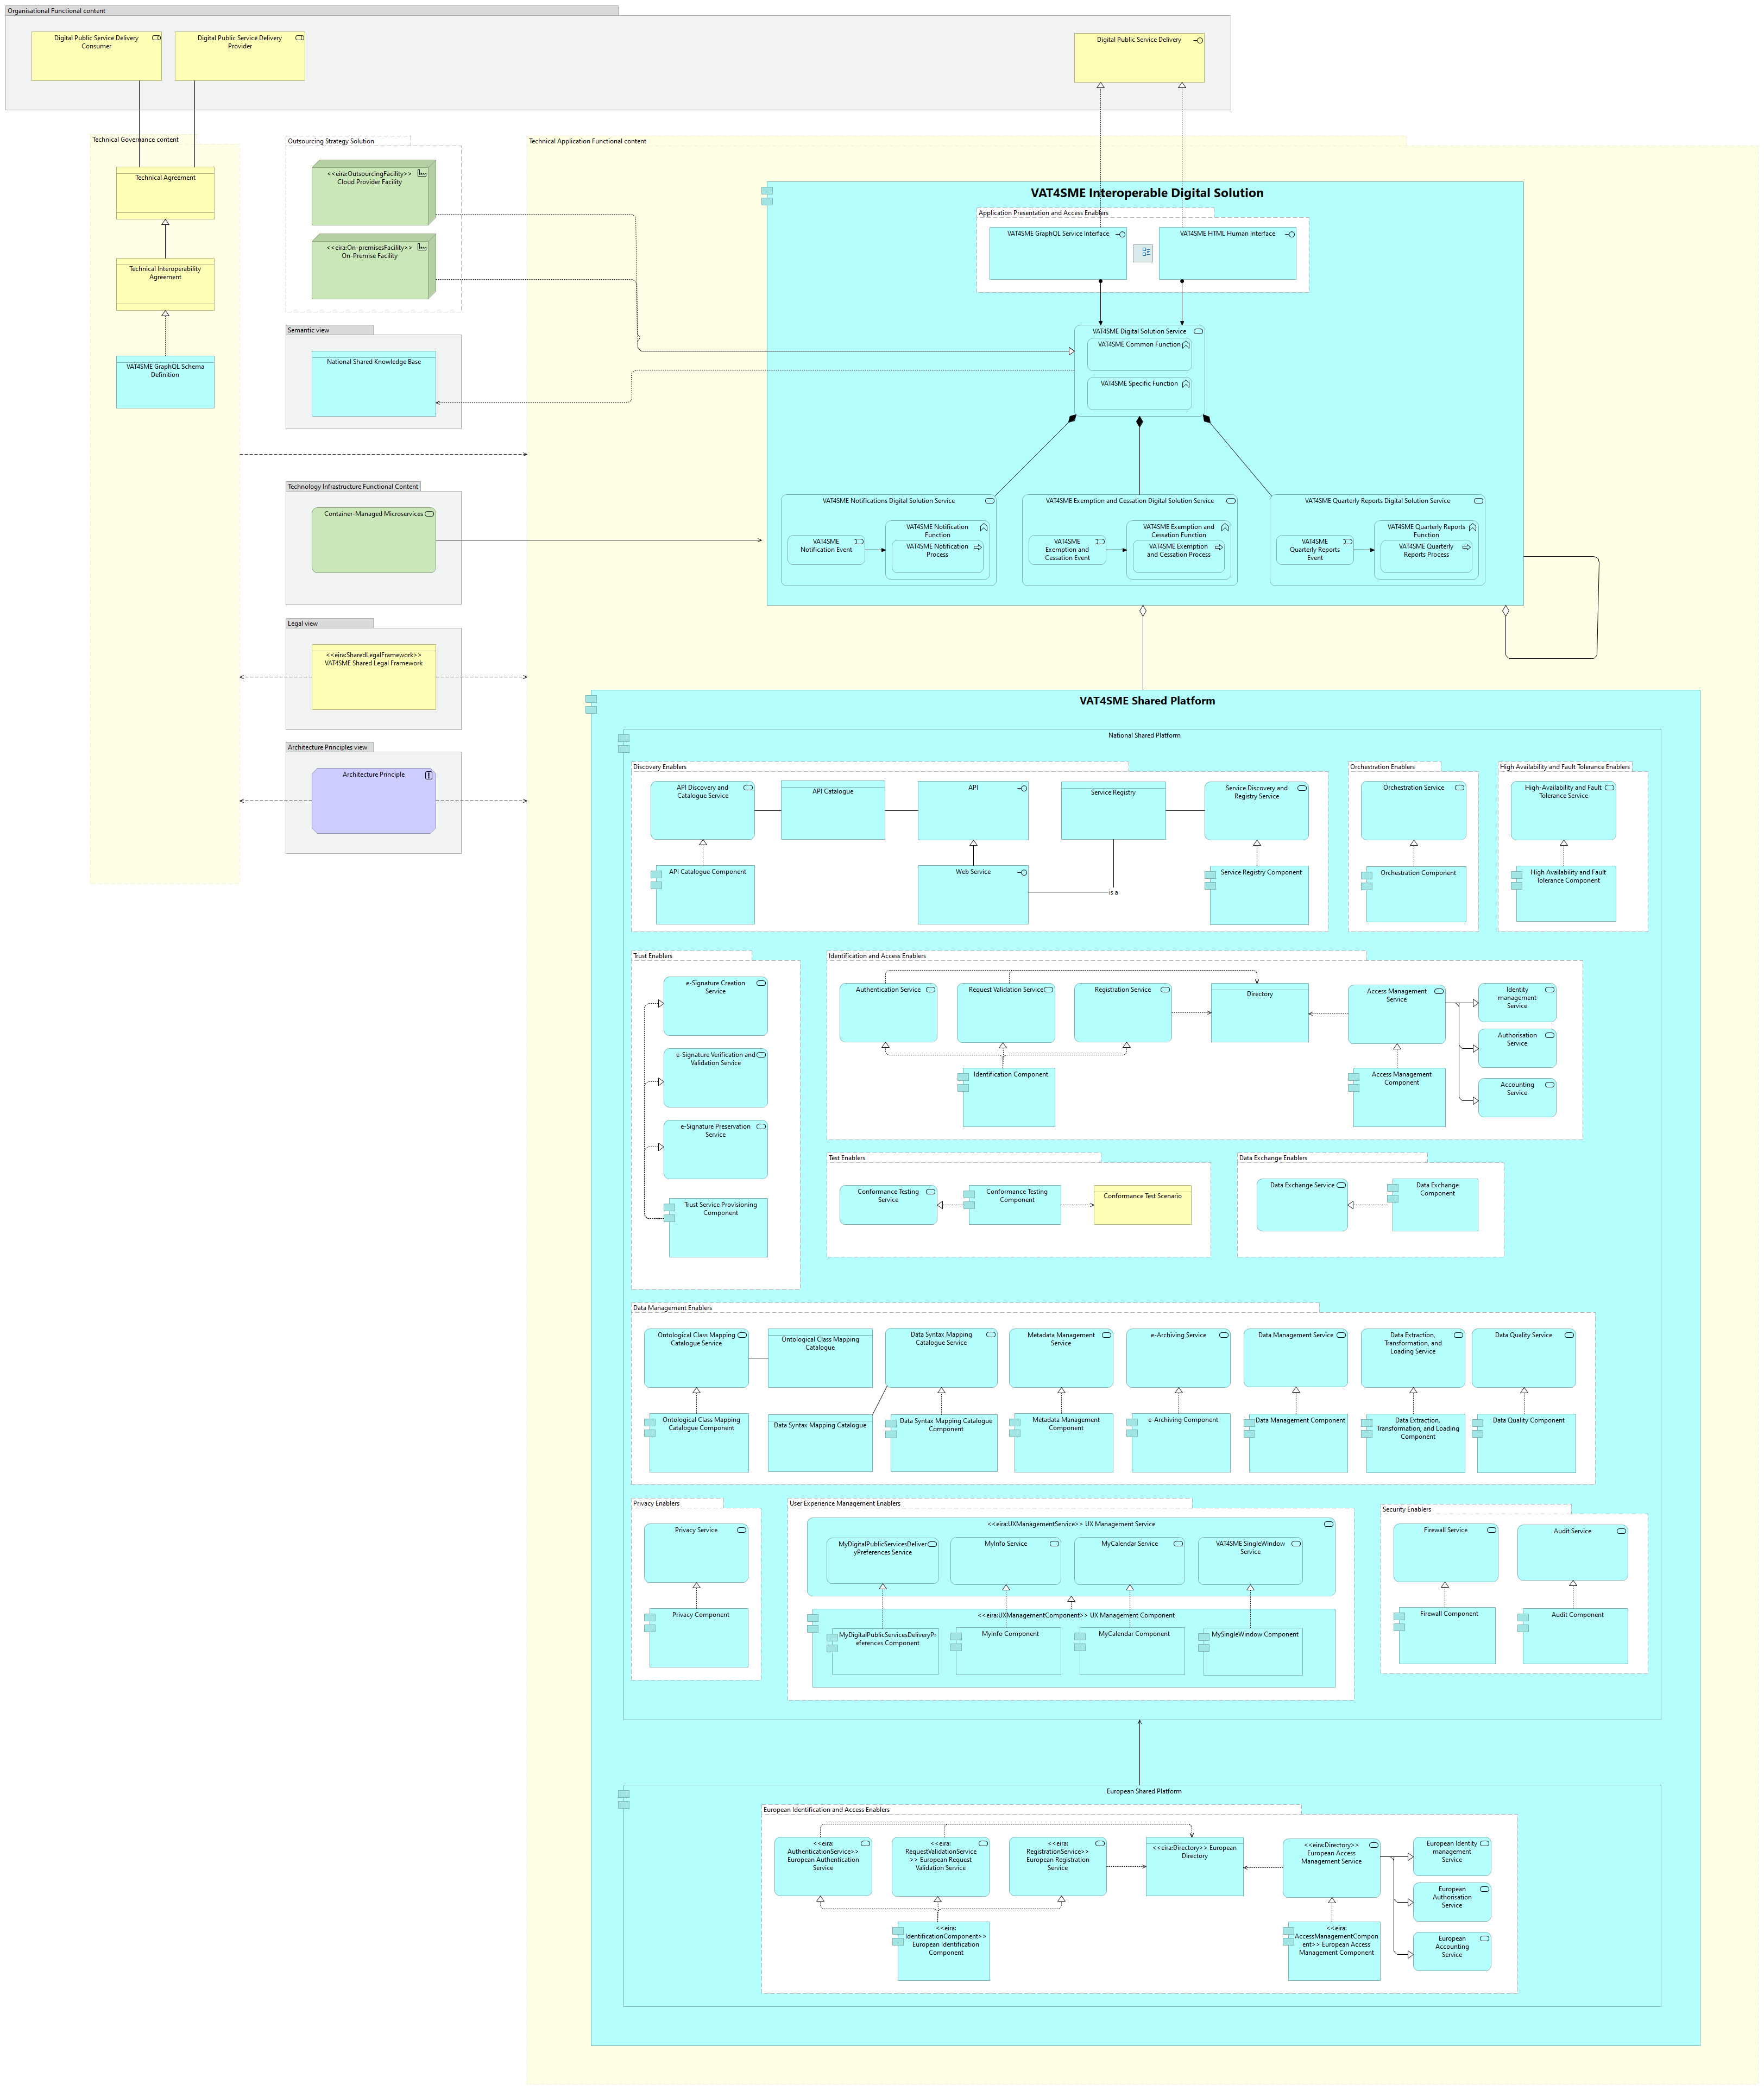 Organisational Functional content
Digital Public Service Delivery
Consumer
Digital Public Service Delivery
Provider
Digital Public Service Delivery
Technical Governance content
Technical Agreement
Technical Interoperability
Agreement
VAT4SME GraphQL Schema
Definition
Outsourcing Strategy Solution
<<eira:OutsourcingFacility>>
Cloud Provider Facility
<<eira:On-premisesFacility>>
On-Premise Facility
Semantic view
National Shared Knowledge Base
Technology Infrastructure Functional Content
Container-Managed Microservices
Legal view
<<eira:SharedLegalFramework>>
VAT4SME Shared Legal Framework
Architecture Principles view
Architecture Principle
Technical Application Functional content
VAT4SME Interoperable Digital Solution
Application Presentation and Access Enablers
VAT4SME GraphQL Service Interface
VAT4SME HTML Human Interface
VAT4SME Digital Solution Service
VAT4SME Common Function
VAT4SME Specific Function
VAT4SME Notifications Digital Solution Service
VAT4SME
Notification Event
VAT4SME Notification
Function
VAT4SME Notification
Process
VAT4SME Exemption and Cessation Digital Solution Service
VAT4SME
Exemption and
Cessation Event
VAT4SME Exemption and
Cessation Function
VAT4SME Exemption
and Cessation Process
VAT4SME Quarterly Reports Digital Solution Service
VAT4SME
Quarterly Reports
Event
VAT4SME Quarterly Reports
Function
VAT4SME Quarterly
Reports Process
VAT4SME Shared Platform
National Shared Platform
Discovery Enablers
API Discovery and
Catalogue Service
API Catalogue
API
Service Registry
Service Discovery and
Registry Service
API Catalogue Component
Web Service
is a
Service Registry Component
Orchestration Enablers
Orchestration Service
Orchestration Component
High Availability and Fault Tolerance Enablers
High-Availability and Fault
Tolerance Service
High Availability and Fault
Tolerance Component
Trust Enablers
e-Signature Creation
Service
e-Signature Verification and
Validation Service
e-Signature Preservation
Service
Trust Service Provisioning
Component
Identification and Access Enablers
Authentication Service
Request Validation Service
Registration Service
Directory
Access Management
Service
Identity
management
Service
Authorisation
Service
Accounting
Service
Identification Component
Access Management
Component
Test Enablers
Conformance Testing
Service
Conformance Testing
Component
Conformance Test Scenario
Data Exchange Enablers
Data Exchange Service
Data Exchange
Component
Data Management Enablers
Ontological Class Mapping
Catalogue Service
Ontological Class Mapping
Catalogue
Data Syntax Mapping
Catalogue Service
Metadata Management
Service
e-Archiving Service
Data Management Service
Data Extraction,
Transformation, and
Loading Service
Data Quality Service
Ontological Class Mapping
Catalogue Component
Data Syntax Mapping Catalogue
Data Syntax Mapping Catalogue
Component
Metadata Management
Component
e-Archiving Component
Data Management Component
Data Extraction,
Transformation, and Loading
Component
Data Quality Component
Privacy Enablers
Privacy Service
Privacy Component
User Experience Management Enablers
<<eira:UXManagementService>> UX Management Service
MyDigitalPublicServicesDeliver
yPreferences Service
MyInfo Service
MyCalendar Service
VAT4SME SingleWindow
Service
<<eira:UXManagementComponent>> UX Management Component
MyDigitalPublicServicesDeliveryPr
eferences Component
MyInfo Component
MyCalendar Component
MySingleWindow Component
Security Enablers
Firewall Service
Audit Service
Firewall Component
Audit Component
European Shared Platform
European Identification and Access Enablers
<<eira:
AuthenticationService>>
European Authentication
Service
<<eira:
RequestValidationService
>> European Request
Validation Service
<<eira:
RegistrationService>>
European Registration
Service
<<eira:Directory>> European
Directory
<<eira:Directory>>
European Access
Management Service
European Identity
management
Service
European
Authorisation
Service
European
Accounting
Service
<<eira:
IdentificationComponent>>
European Identification
Component
<<eira:
AccessManagementCompon
ent>> European Access
Management Component